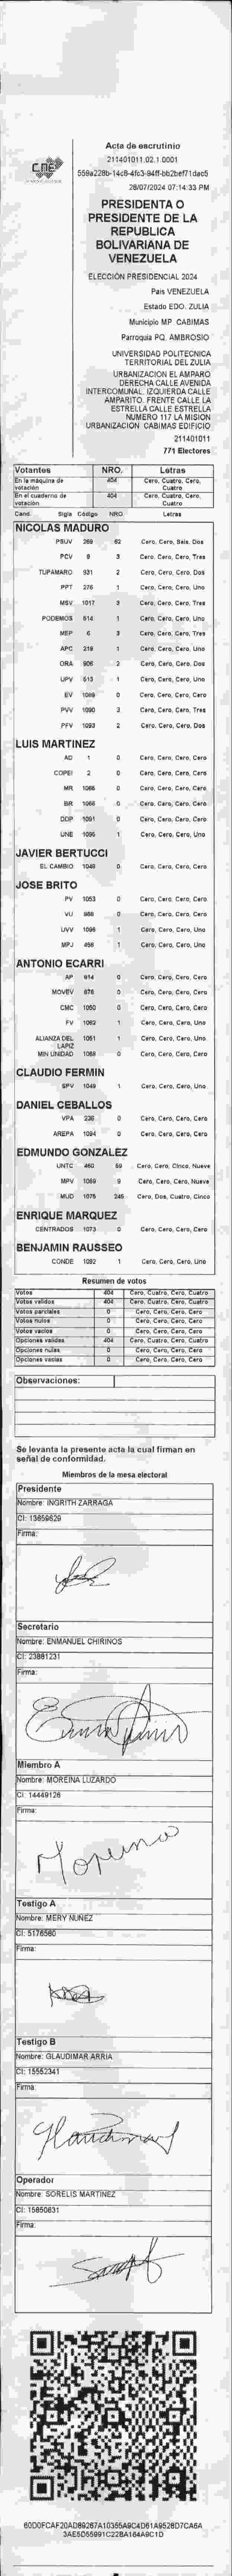 CNE
Acta de escrutinio
211401011.02.1.0001
28/07/2024 07:14:33 PM
PRESIDENTA O
PRESIDENTE DE LA
REPUBLICA
BOLIVARIANA DE
VENEZUELA
ELECCIÓN PRESIDENCIAL 2024
Pais VENEZUELA
Estado EDO. ZULIA
Municipio MP. CABIMAS
Parroquia PQ. AMBROSIO
UNIVERSIDAD POLITECNICA
TERRITORIAL DEL ZULIA
URBANIZACION EL AMPARO
DERECHA CALLE AVENIDA
INTERCOMUNAL. IZQUIERDA CALLE
AMPARITO. FRENTE CALLE LA
ESTRELLA CALLE ESTRELLA
NUMERO 117 LA MISION
URBANIZACION CABIMAS EDIFICIO
211401011
771 Electores
Votantes NRO. Letras
En la máquina de votación 404 Cero, Cuatro, Cero, Cuatro
En el cuaderno de votación 404 Cero, Cuatro, Cero, Cuatro
Cand. Sigla Código NRO Letras
NICOLAS MADURO
PSUV 269 62 Cero, Cero, Seis, Dos
PCV 9 3 Cero, Cero, Cero, Tres
TUPAMARO 931 2 Cero, Cero, Cero, Dos
PPT 276 1 Cero, Cero, Cero, Uno
MSV 1017 3 Cero, Cero, Cero, Tres
PODEMOS 514 1 Cero, Cero, Cero, Uno
MEP 6 3 Cero, Cero, Cero, Tres
APC 219 1 Cero, Cero, Cero, Uno
ORA 906 2 Cero, Cero, Cero, Dos
UPV 513 1 Cero, Cero, Cero, Uno
EV 1089 0 Cero, Cero, Cero, Cero
PVV 1090 3 Cero, Cero, Cero, Tres
PFV 1093 2 Cero, Cero, Cero, Dos
LUIS MARTINEZ
AD 1 0 Cero, Cero, Cero, Cero
COPEI 2 0 Cero, Cero, Cero, Cero
MR 1066 0 Cero, Cero, Cero, Cero
BR 1068 0 Cero, Cero, Cero, Cero
DDP 1091 0 Cero, Cero, Cero, Cero
UNE 1095 1 Cero, Cero, Cero, Uno
JAVIER BERTUCCI
EL CAMBIO 1040 0 Cero, Cero, Cero, Cero
JOSE BRITO
PV 1053 0 Cero, Cero, Cero, Cero
VU 868 0 Cero, Cero, Cero, Cero
UVV 1096 1 Cero, Cero, Cero, Uno
MPJ 456 1 Cero, Cero, Cero, Uno
ANTONIO ECARRI
AP 914 0 Cero, Cero, Cero, Cero
MOVEV 878 0 Cero, Cero, Cero, Cero
CMC 1050 0 Cero, Cero, Cero, Cero
FV 1062 1 Cero, Cero, Cero, Uno
ALIANZA DEL LAPIZ 1051 1 Cero, Cero, Cero, Uno
MIN UNIDAD 1058 0 Cero, Cero, Cero, Cero
CLAUDIO FERMIN
SPV 1049 1 Cero, Cero, Cero, Uno
DANIEL CEBALLOS
VPA 236 0 Cero, Cero, Cero, Cero
AREPA 1094 0 Cero, Cero, Cero, Cero
EDMUNDO GONZALEZ
UNTC 460 59 Cero, Cero, Cinco, Nueve
MPV 1069 9 Cero, Cero, Cero, Nueve
MUD 1075 245 Cero, Dos, Cuatro, Cinco
ENRIQUE MARQUEZ
CENTRADOS 1073 0 Cero, Cero, Cero, Cero
BENJAMIN RAUSSEO
CONDE 1092 1 Cero, Cero, Cero, Uno
Resumen de votos
Votos 404 Cero, Cuatro, Cero, Cuatro
Votos validos 404 Cero, Cuatro, Cero, Cuatro
Votos parciales 0 Cero, Cero, Cero, Cero
Votos nulos 0 Cero, Cero, Cero, Cero
Votos vacios 0 Cero, Cero, Cero, Cero
Opciones validas 404 Cero, Cuatro, Cero, Cuatro
Opciones nulas 0 Cero, Cero, Cero, Cero
Opciones vacias 0 Cero, Cero, Cero, Cero
Observaciones:
Se levanta la presente acta la cual firman en
señal de conformidad.
Miembros de la mesa electoral
Presidente
Nombre: INGRITH ZARRAGA
CI: 13659629
Firma:
Secretario
Nombre: ENMANUEL CHIRINOS
CI: 23881231
Firma:
Miembro A
Nombre: MOREINA LUZARDO
CI: 14449126
Firma:
Moreina
Testigo A
Nombre: MERY NUÑEZ
CI: 5176560
Firma:
Testigo B
Nombre: GLAUDIMAR ARRIA
CI: 15552341
Firma:
Glaudimar
Operador
Nombre: SORELIS MARTINEZ
CI: 15850831
Firma: